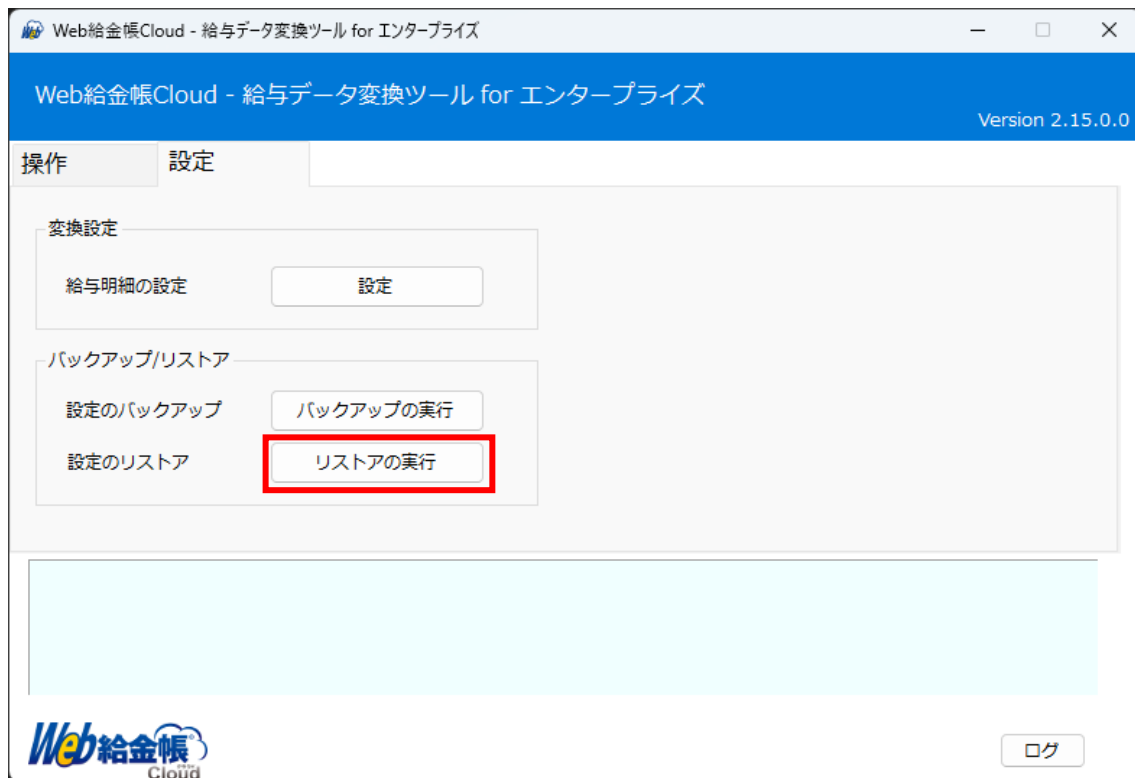 Web給金帳Cloud - 給与データ変換ツール for エンタープライズ
Web給金帳Cloud - 給与データ変換ツール for エンタープライズ
Version 2.15.0.0
操作 設定
変換設定
給与明細の設定 設定
バックアップ/リストア
設定のバックアップ バックアップの実行
設定のリストア リストアの実行
Web給金帳
Cloud
ログ